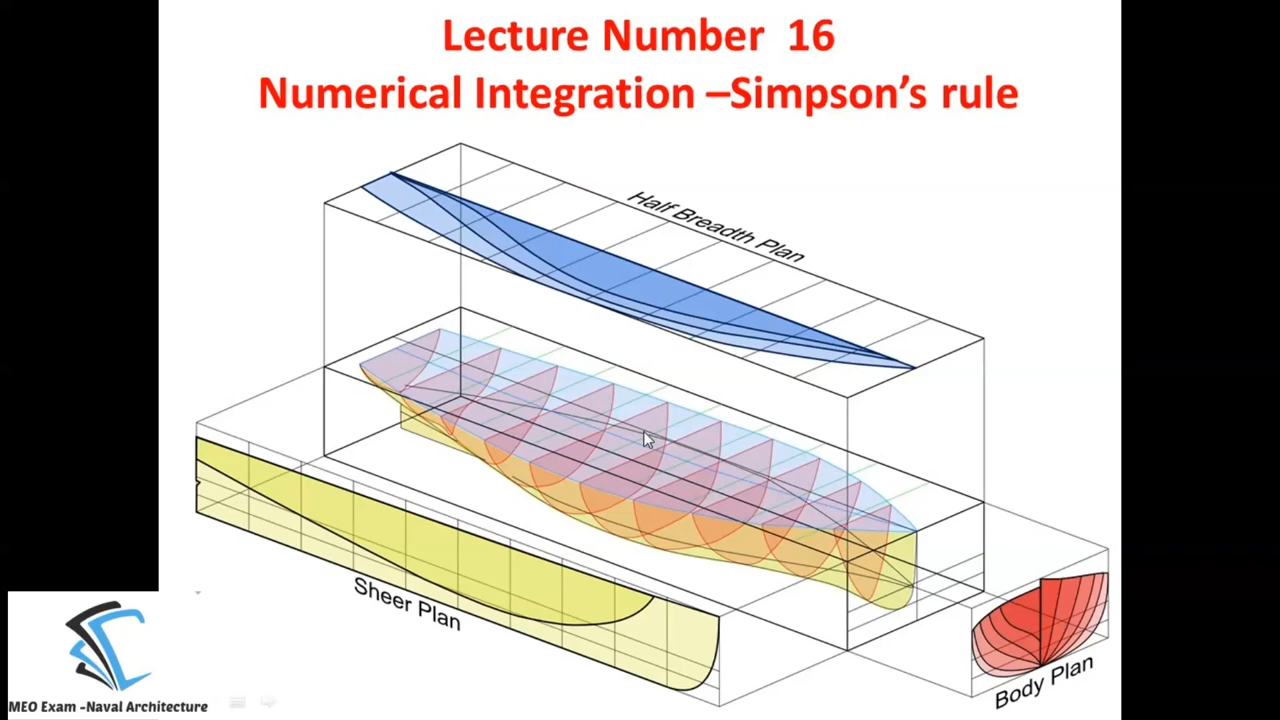 Lecture Number 16
Numerical Integration –Simpson's rule
Half Breadth Plan
Sheer Plan
Body Plan
MEO Exam -Naval Architecture